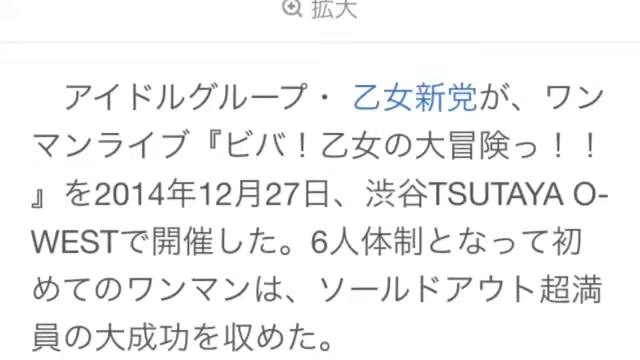 拡大
アイドルグループ・ 乙女新党が、ワン
マンライブ『ビバ！乙女の大冒険っ！！
』を2014年12月27日、渋谷TSUTAYA O-
WESTで開催した。6人体制となって初
めてのワンマンは、ソールドアウト超満
員の大成功を収めた。